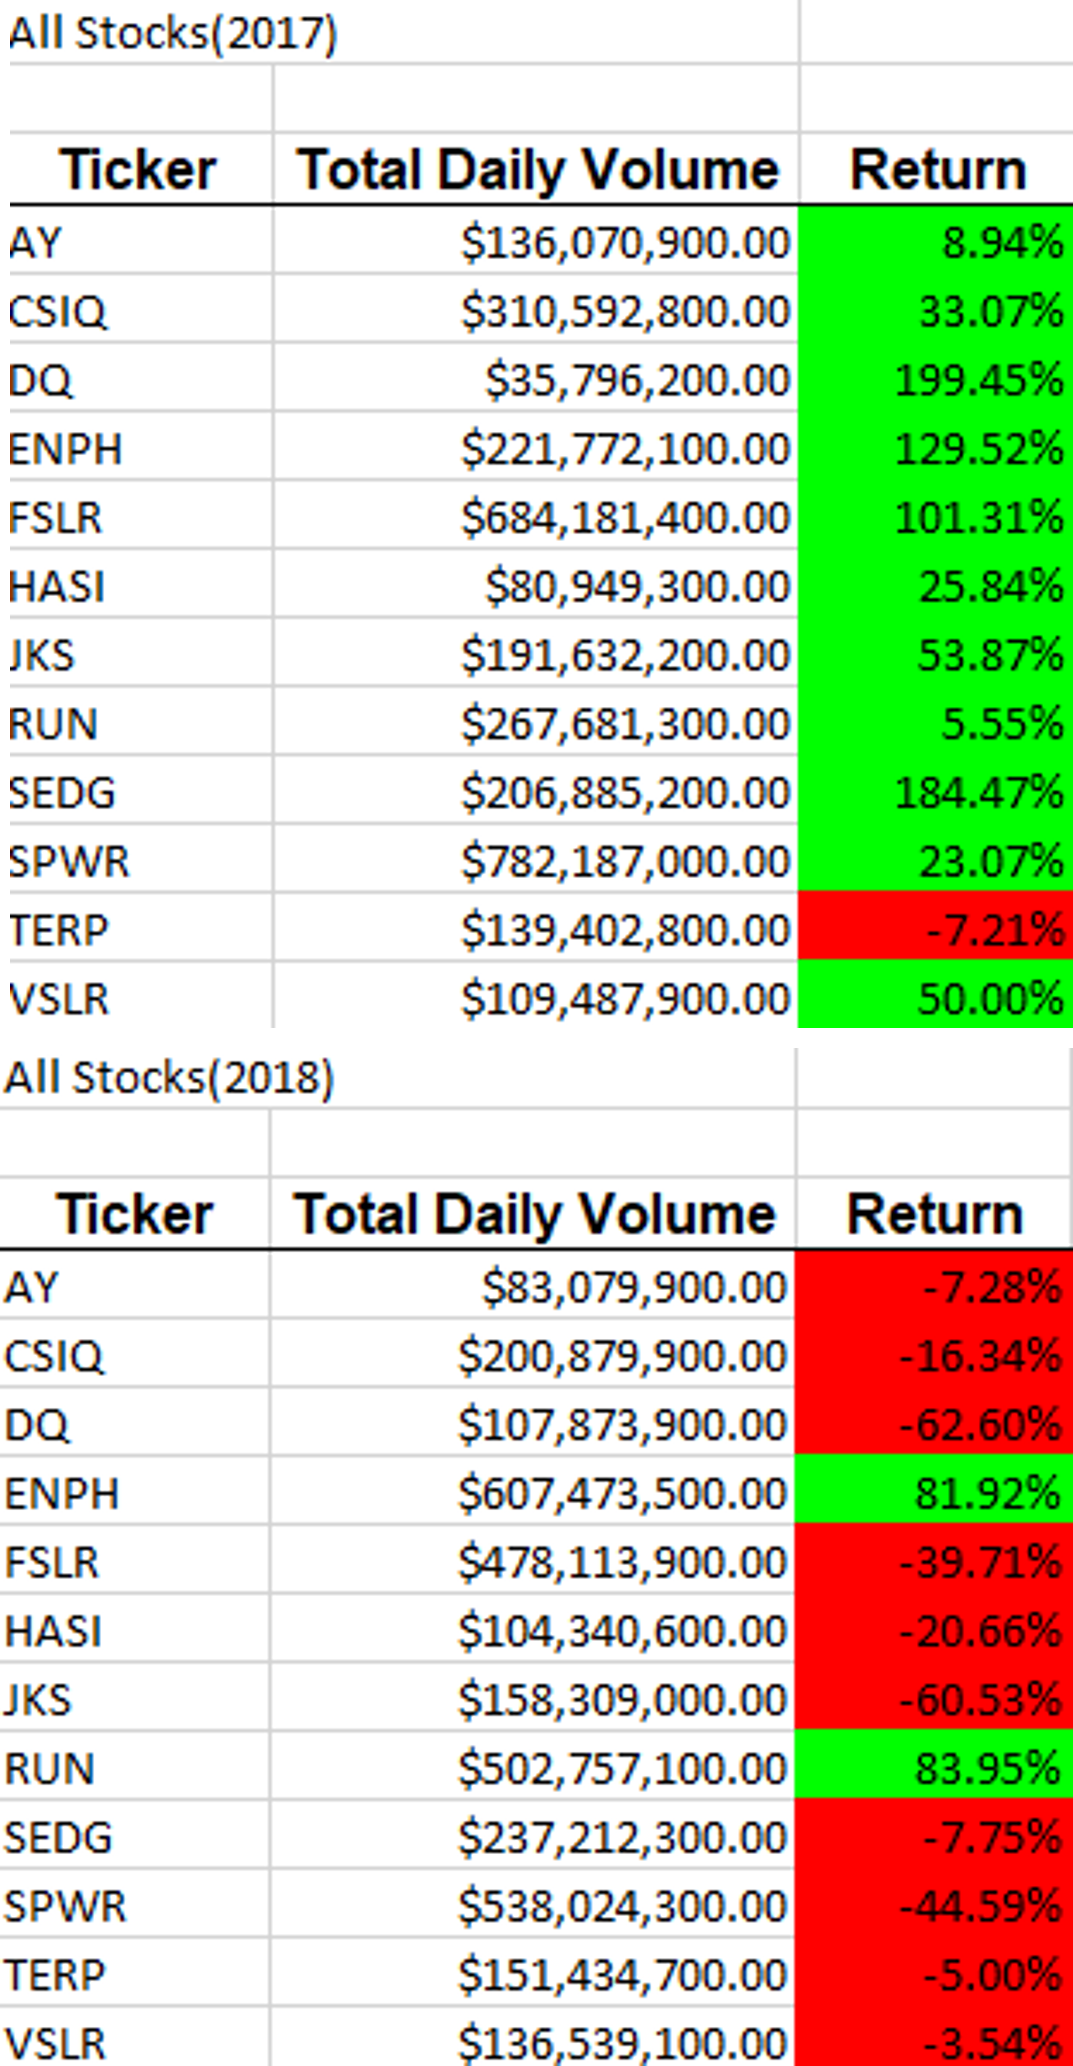 All Stocks(2017)
Ticker Total Daily Volume Return
AY $136,070,900.00 8.94%
CSIQ $310,592,800.00 33.07%
DQ $35,796,200.00 199.45%
ENPH $221,772,100.00 129.52%
FSLR $684,181,400.00 101.31%
HASI $80,949,300.00 25.84%
JKS $191,632,200.00 53.87%
RUN $267,681,300.00 5.55%
SEDG $206,885,200.00 184.47%
SPWR $782,187,000.00 23.07%
TERP $139,402,800.00 -7.21%
VSLR $109,487,900.00 50.00%
All Stocks(2018)
Ticker Total Daily Volume Return
AY $83,079,900.00 -7.28%
CSIQ $200,879,900.00 -16.34%
DQ $107,873,900.00 -62.60%
ENPH $607,473,500.00 81.92%
FSLR $478,113,900.00 -39.71%
HASI $104,340,600.00 -20.66%
JKS $158,309,000.00 -60.53%
RUN $502,757,100.00 83.95%
SEDG $237,212,300.00 -7.75%
SPWR $538,024,300.00 -44.59%
TERP $151,434,700.00 -5.00%
VSLR $136,539,100.00 -3.54%